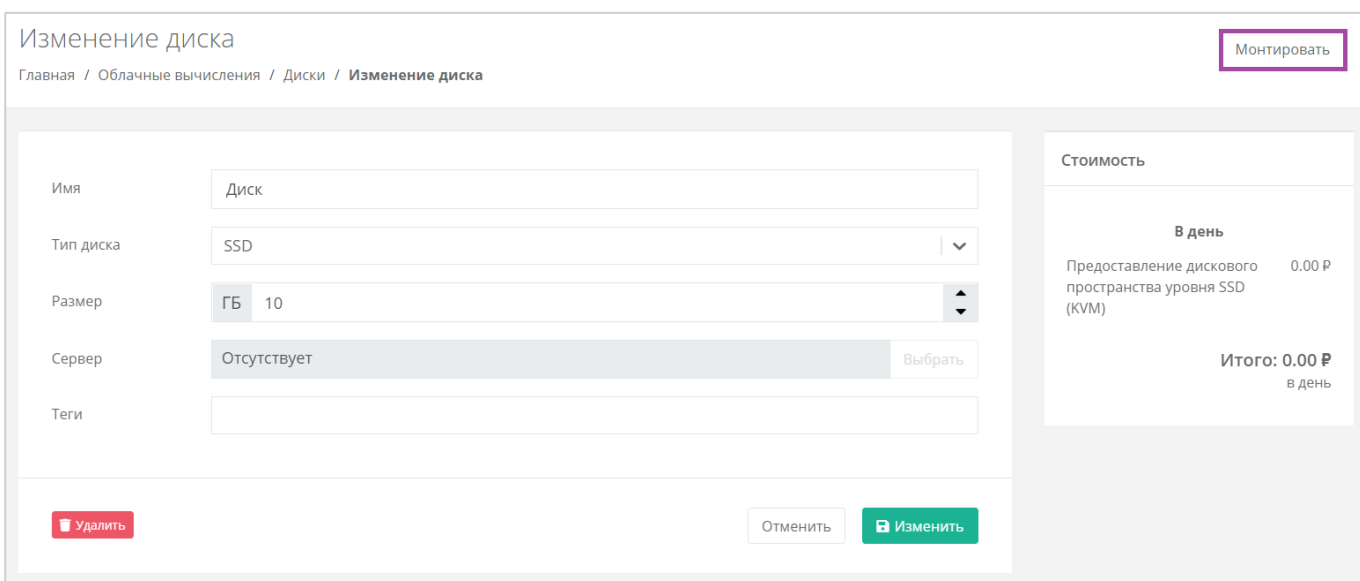 Изменение диска
Монтировать
Главная / Облачные вычисления / Диски / Изменение диска
Стоимость
Имя
Диск
В день
Тип диска
SSD
Предоставление дискового
0.00 ₽
пространства уровня SSD
(KVM)
Размер
ГБ 10
Сервер
Отсутствует
Выбрать
Итого: 0.00 ₽
в день
Теги
Удалить
Отменить
Изменить